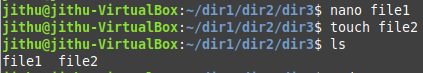 jithu@jithu-VirtualBox:~/dir1/dir2/dir3$ nano file1
jithu@jithu-VirtualBox:~/dir1/dir2/dir3$ touch file2
jithu@jithu-VirtualBox:~/dir1/dir2/dir3$ ls
file1  file2